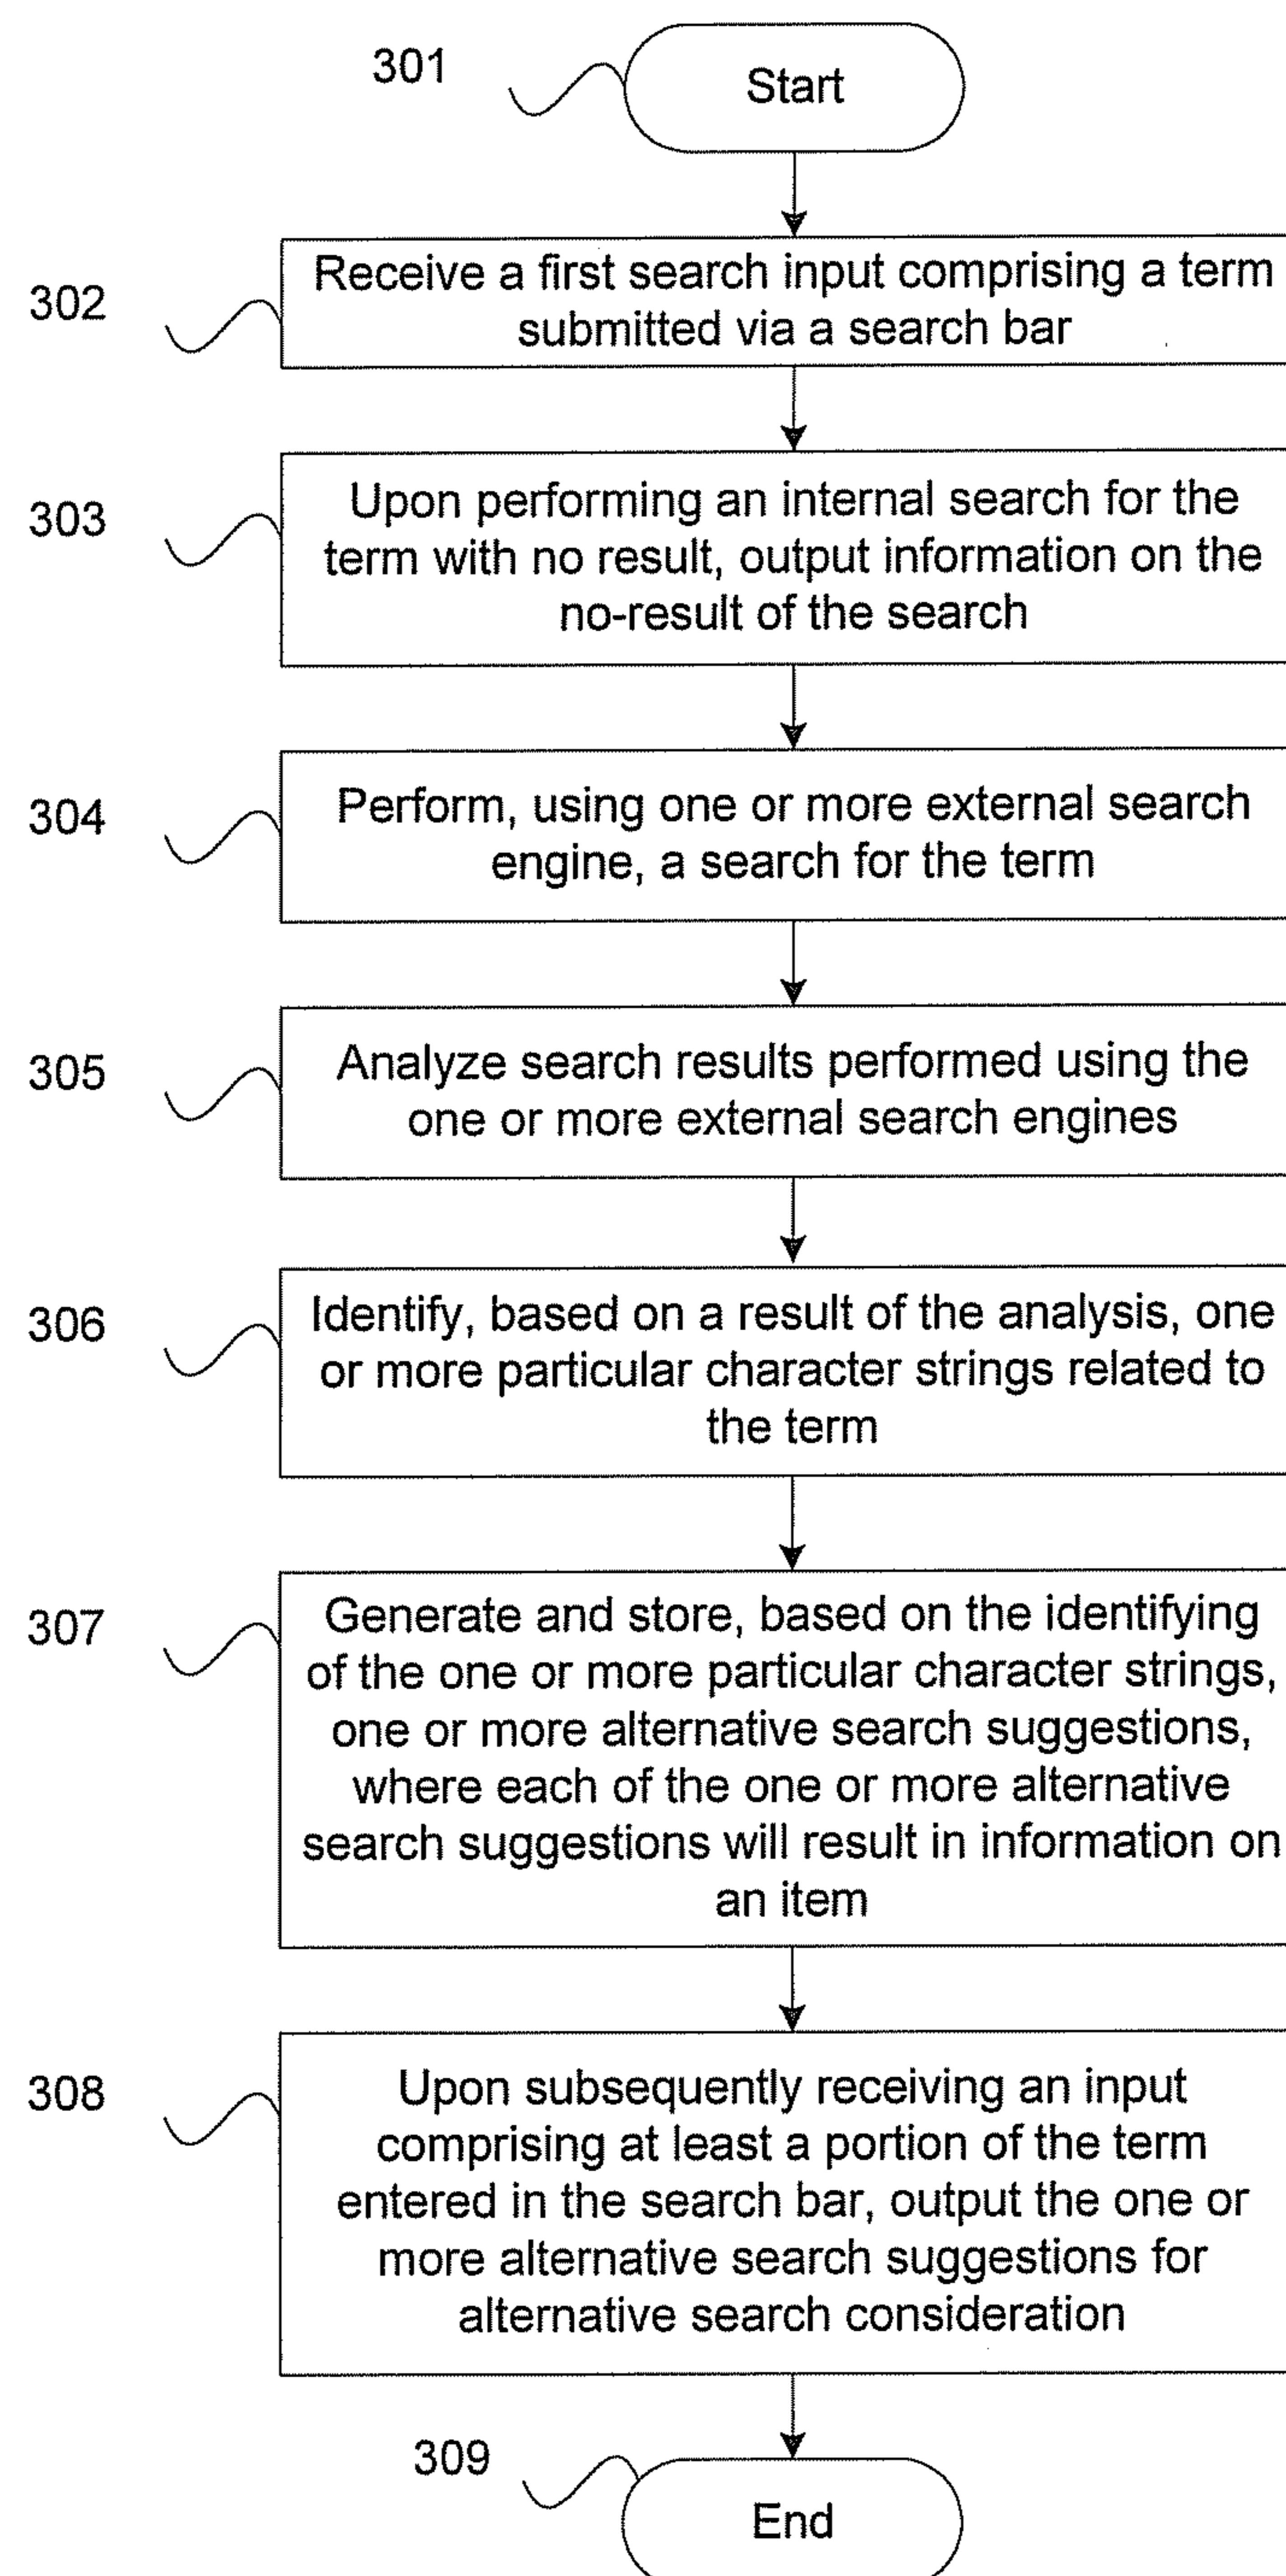 301
Start
302
Receive a first search input comprising a term
submitted via a search bar
303
Upon performing an internal search for the
term with no result, output information on the
no-result of the search
304
Perform, using one or more external search
engine, a search for the term
305
Analyze search results performed using the
one or more external search engines
306
Identify, based on a result of the analysis, one
or more particular character strings related to
the term
307
Generate and store, based on the identifying
of the one or more particular character strings,
one or more alternative search suggestions,
where each of the one or more alternative
search suggestions will result in information on
an item
308
Upon subsequently receiving an input
comprising at least a portion of the term
entered in the search bar, output the one or
more alternative search suggestions for
alternative search consideration
309
End